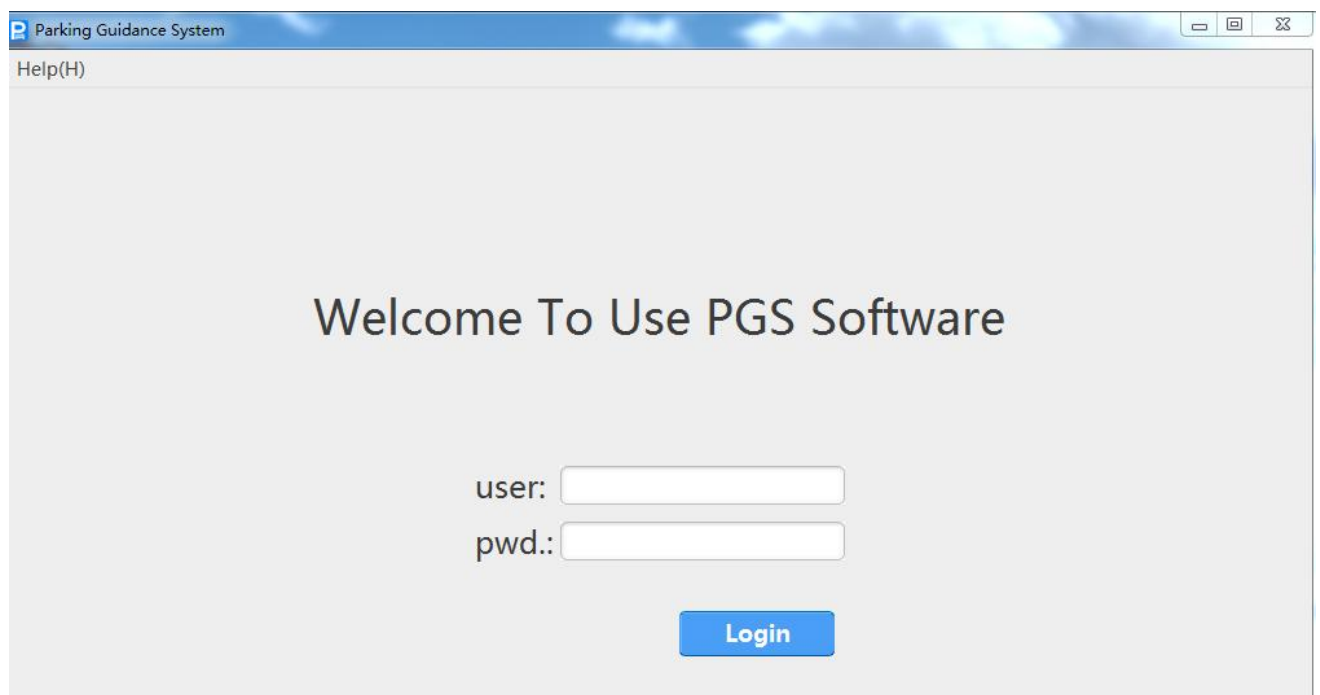 Parking Guidance System
Help(H)
Welcome To Use PGS Software
user:
pwd.:
Login